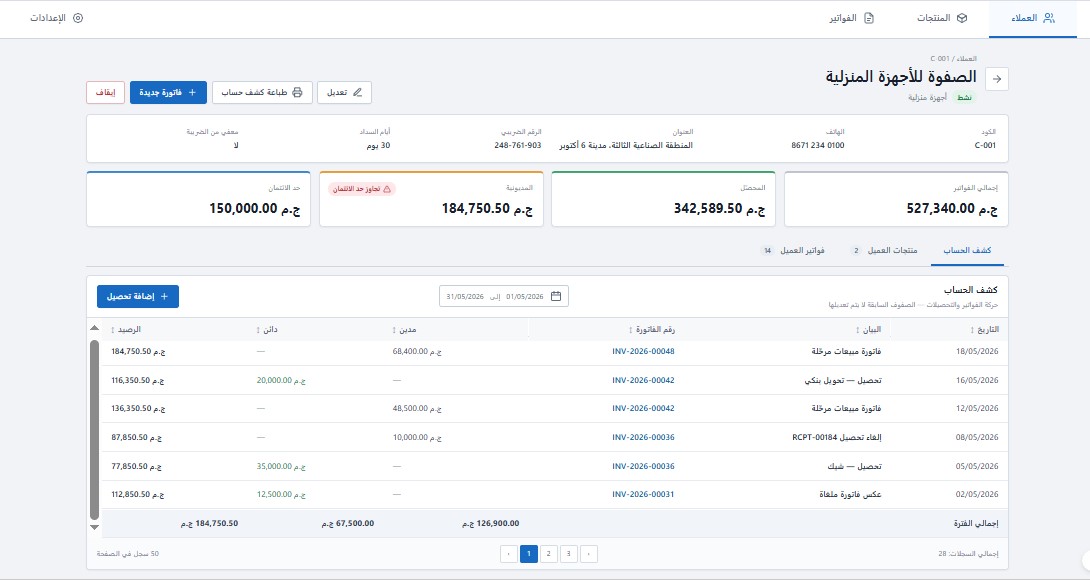 العملاء
المنتجات
الفواتير
الإعدادات
العملاء / C-001
الصفوة للأجهزة المنزلية
نشط
أجهزة منزلية
تعديل
طباعة كشف حساب
+ فاتورة جديدة
إيقاف
الكود
C-001
الهاتف
8671 234 0100
العنوان
المنطقة الصناعية الثالثة، مدينة 6 أكتوبر
الرقم الضريبي
248-761-903
أيام السداد
30 يوم
معفي من الضريبة
لا
إجمالي الفواتير
527,340.00 ج.م
المحصّل
342,589.50 ج.م
المديونية
تجاوز حد الائتمان
184,750.50 ج.م
حد الائتمان
150,000.00 ج.م
كشف الحساب
منتجات العميل 2
فواتير العميل 14
كشف الحساب
حركة الفواتير والتحصيلات — الصفوف السابقة لا يتم تعديلها
01/05/2026 إلى 31/05/2026
+ إضافة تحصيل
التاريخ البيان رقم الفاتورة مدين دائن الرصيد
18/05/2026 فاتورة مبيعات مرحّلة INV-2026-00048 68,400.00 ج.م — 184,750.50 ج.م
16/05/2026 تحصيل — تحويل بنكي INV-2026-00042 — 20,000.00 ج.م 116,350.50 ج.م
12/05/2026 فاتورة مبيعات مرحّلة INV-2026-00042 48,500.00 ج.م — 136,350.50 ج.م
08/05/2026 إلغاء تحصيل RCPT-00184 INV-2026-00036 10,000.00 ج.م — 87,850.50 ج.م
05/05/2026 تحصيل — شيك INV-2026-00036 — 35,000.00 ج.م 77,850.50 ج.م
02/05/2026 عكس فاتورة ملغاة INV-2026-00031 — 12,500.00 ج.م 112,850.50 ج.م
إجمالي الفترة 126,900.00 ج.م 67,500.00 ج.م 184,750.50 ج.م
إجمالي السجلات: 28
‹ 1 2 3 ›
50 سجل في الصفحة